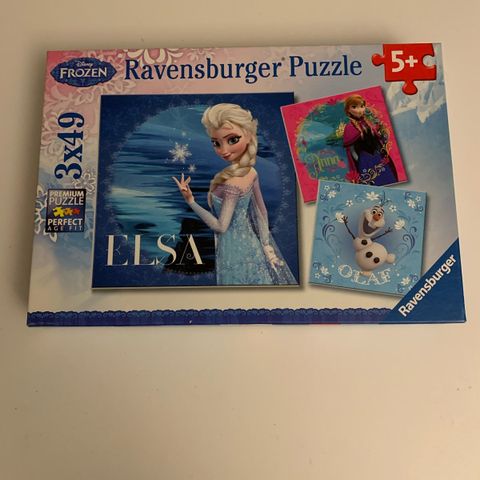 Disney
FROZEN
Ravensburger Puzzle
5+
3x49
PREMIUM
PUZZLE
PERFECT
AGE FIT
ELSA
Anna
OLAF
Ravensburger